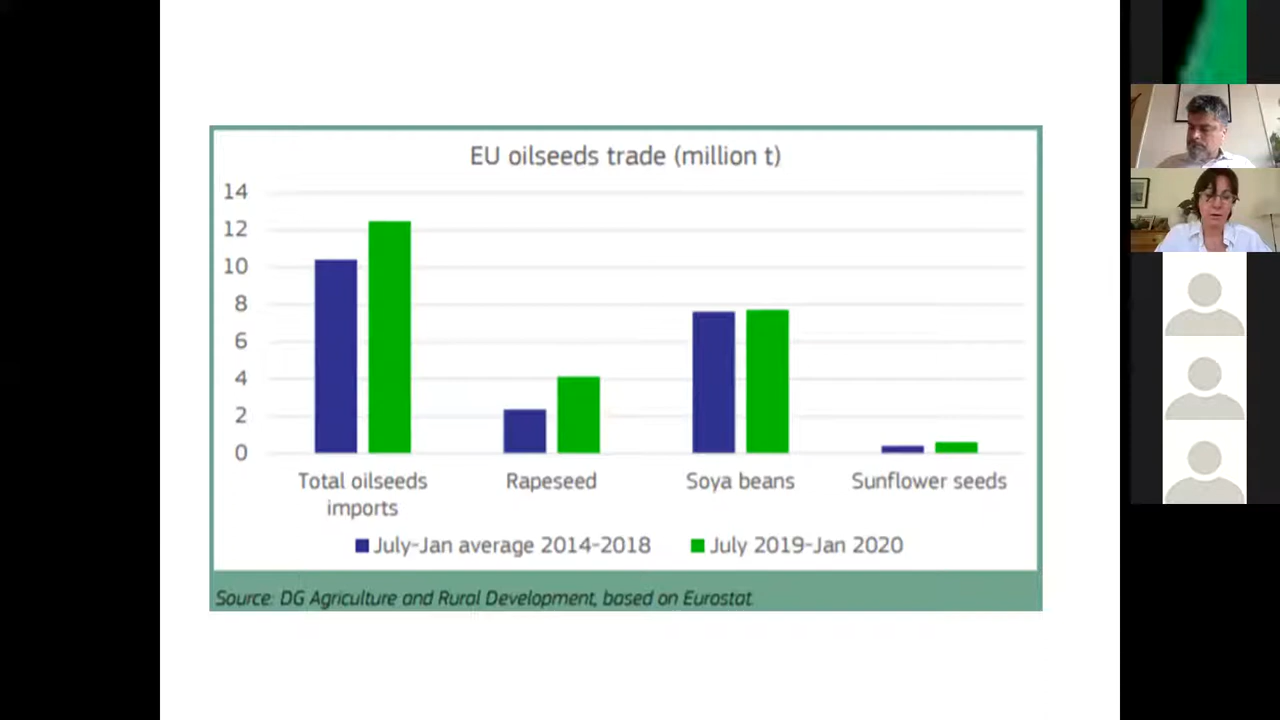 EU oilseeds trade (million t)
14
12
10
8
6
4
2
0
Total oilseeds
imports
Rapeseed
Soya beans
Sunflower seeds
July-Jan average 2014-2018
July 2019-Jan 2020
Source: DG Agriculture and Rural Development, based on Eurostat.